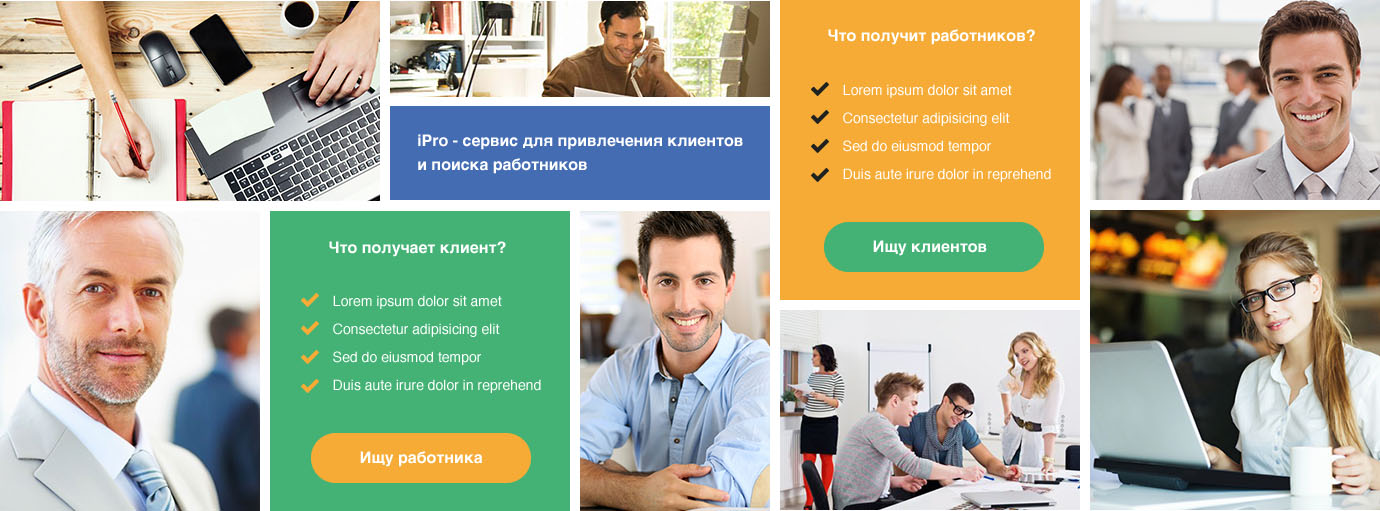 iPro - сервис для привлечения клиентов
и поиска работников
Что получит работников?
Lorem ipsum dolor sit amet
Consectetur adipisicing elit
Sed do eiusmod tempor
Duis aute irure dolor in reprehend
Ищу клиентов
Что получает клиент?
Lorem ipsum dolor sit amet
Consectetur adipisicing elit
Sed do eiusmod tempor
Duis aute irure dolor in reprehend
Ищу работника